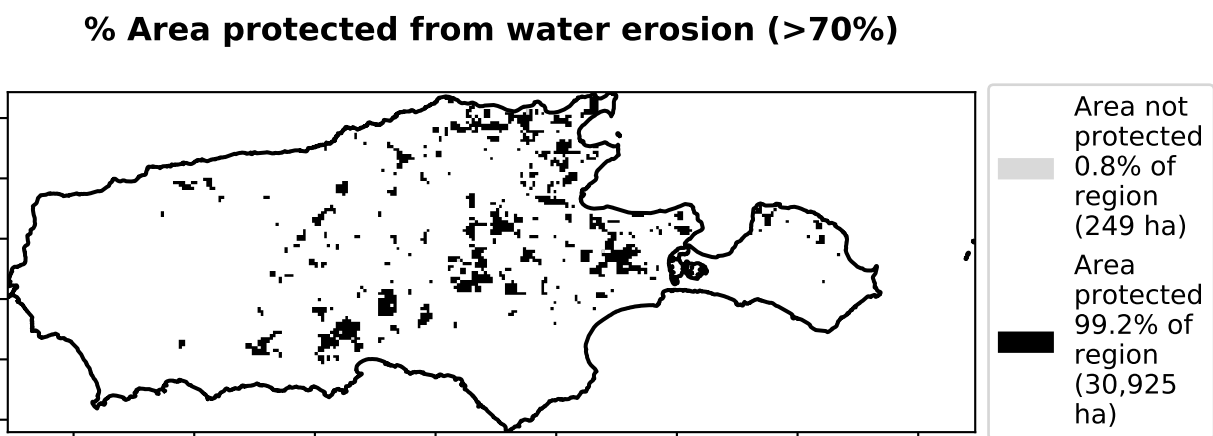 % Area protected from water erosion (>70%)
Area not
protected
0.8% of
region
(249 ha)
Area
protected
99.2% of
region
(30,925
ha)